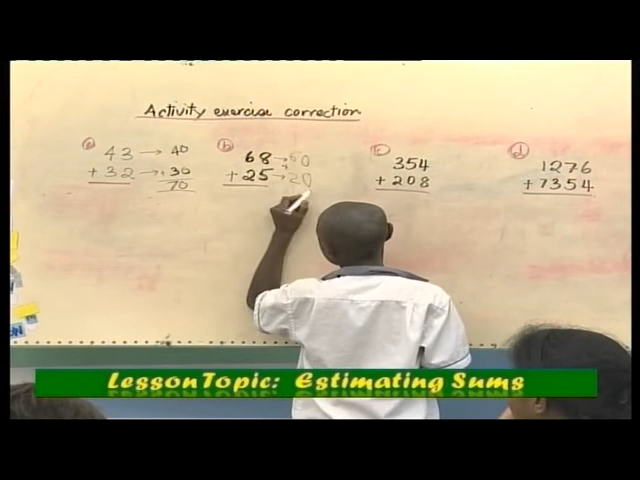 Activity exercise correction
a 43 → 40
+ 32 → + 30
70
b 68 → 60
+ 25 → + 20
c 354
+ 208
d 1276
+ 7354
Lesson Topic: Estimating Sums